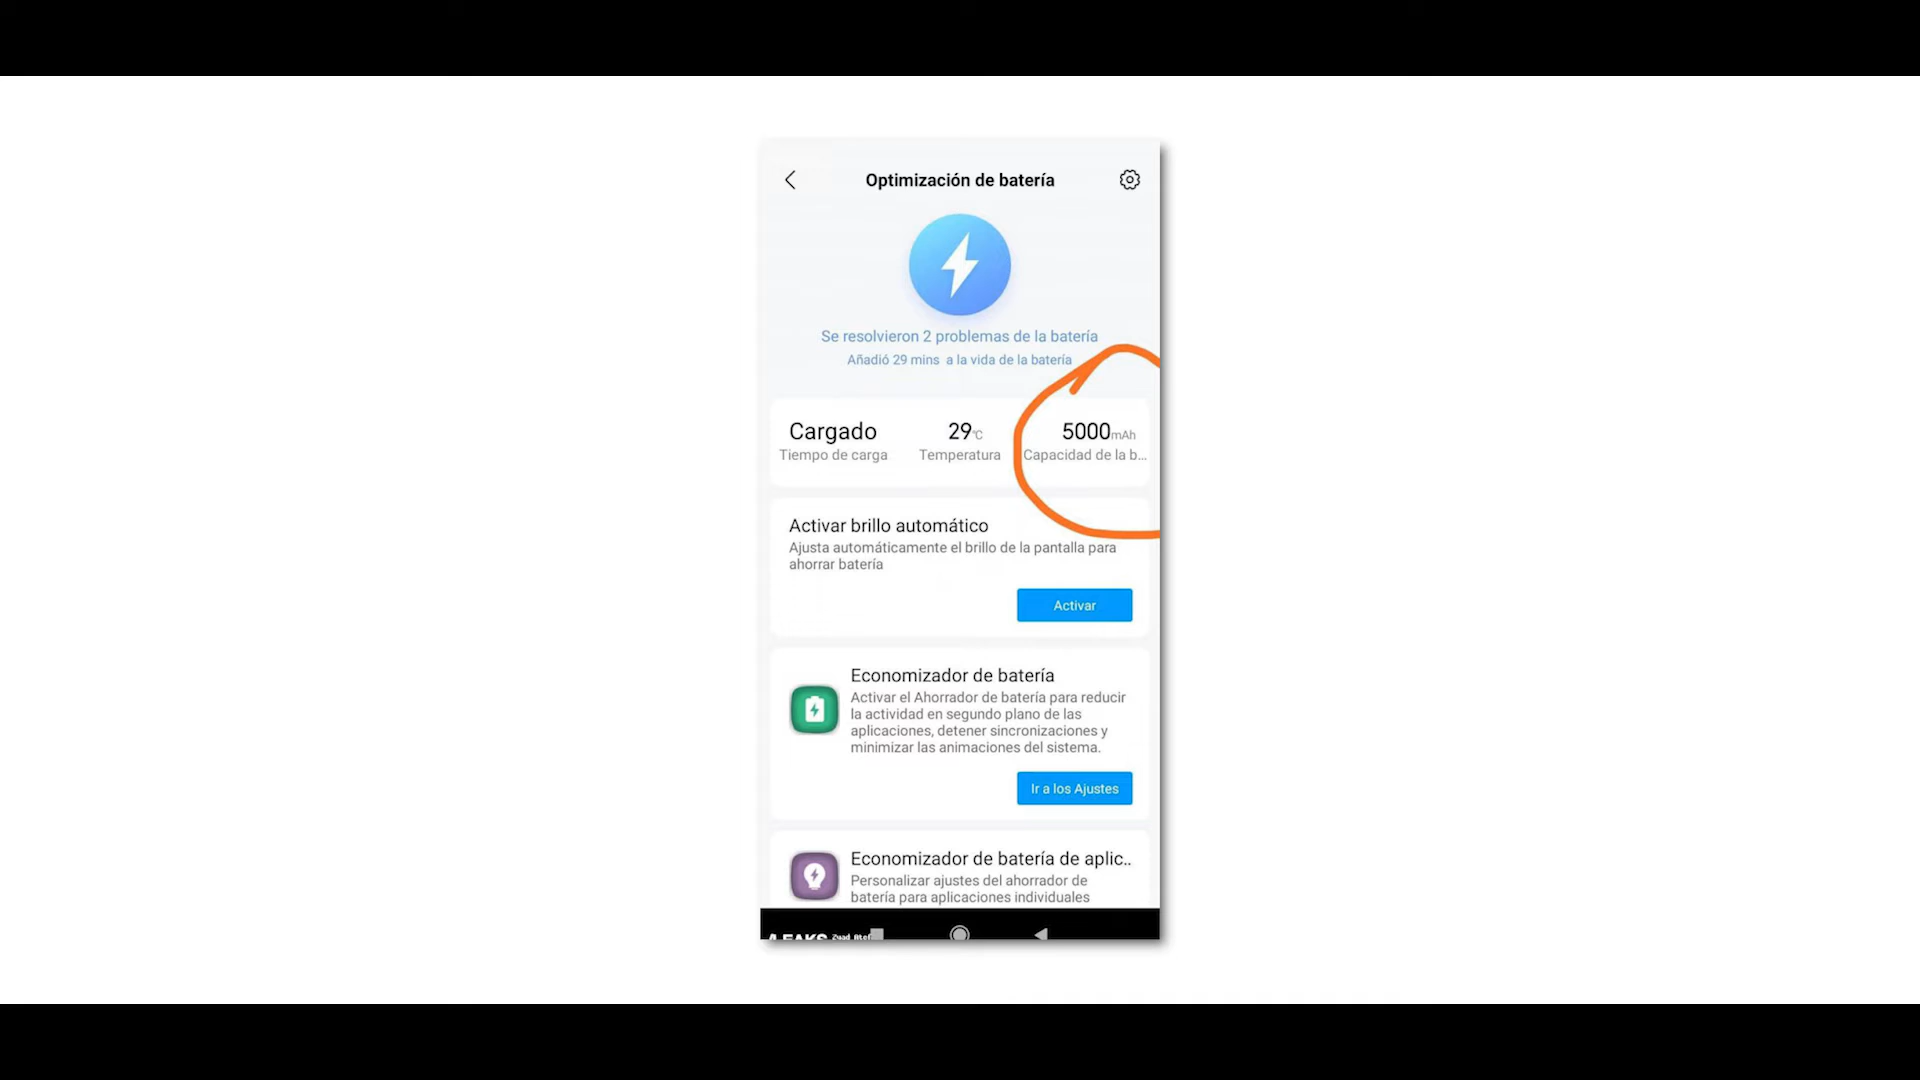 Optimización de batería
Se resolvieron 2 problemas de la batería
Añadió 29 mins a la vida de la batería
Cargado 29°C 5000mAh
Tiempo de carga Temperatura Capacidad de la b...
Activar brillo automático
Ajusta automáticamente el brillo de la pantalla para
ahorrar batería
Activar
Economizador de batería
Activar el Ahorrador de batería para reducir
la actividad en segundo plano de las
aplicaciones, detener sincronizaciones y
minimizar las animaciones del sistema.
Ir a los Ajustes
Economizador de batería de aplic..
Personalizar ajustes del ahorrador de
batería para aplicaciones individuales